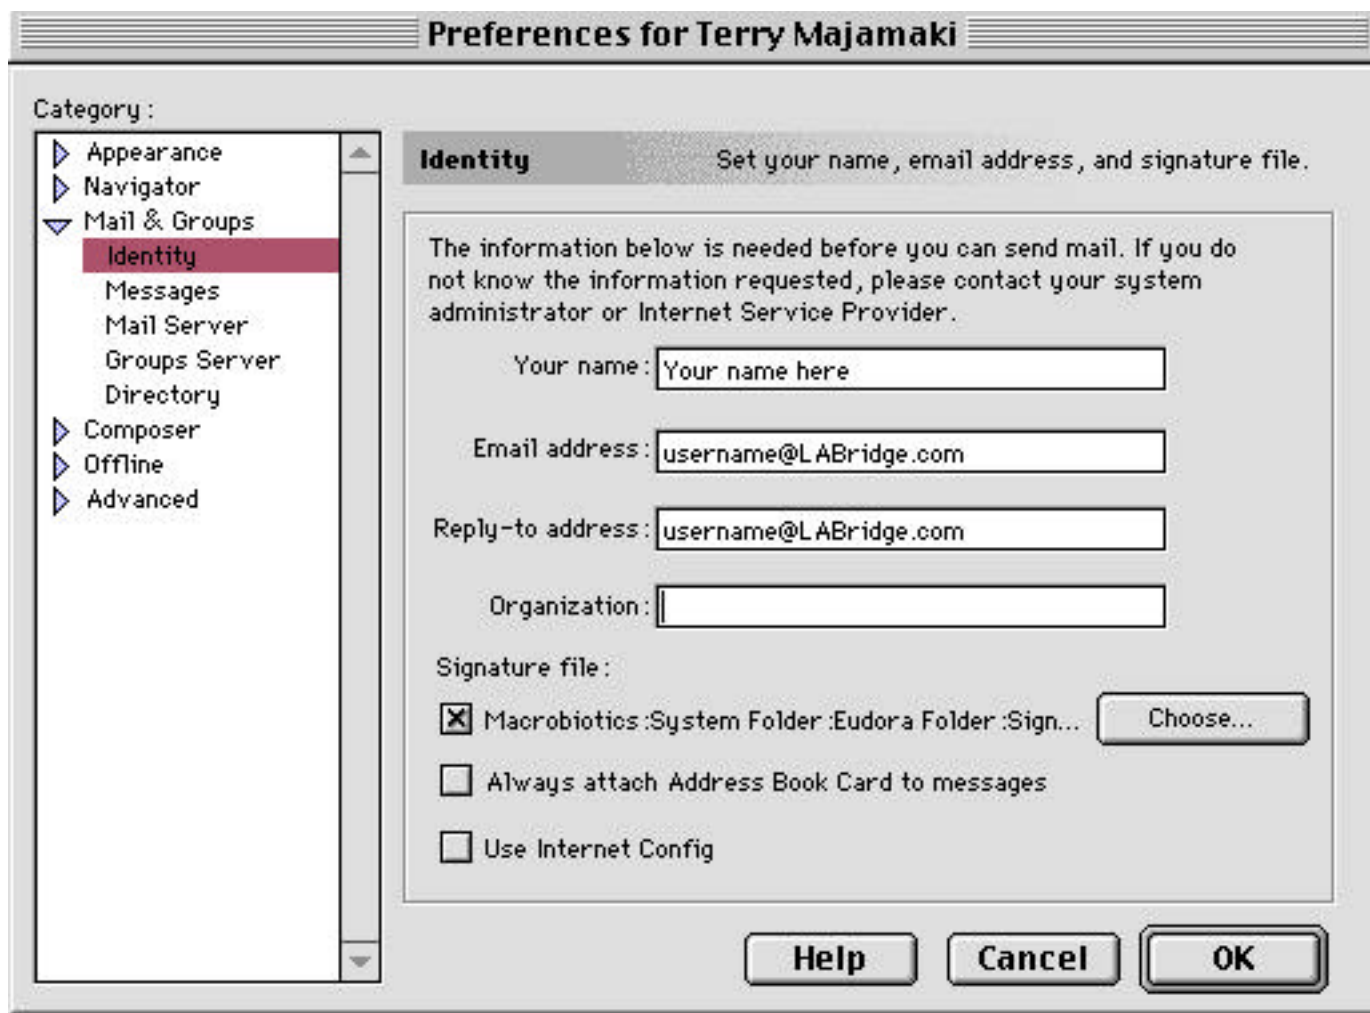 Preferences for Terry Majamaki
Category :
Appearance
Navigator
Mail & Groups
Identity
Messages
Mail Server
Groups Server
Directory
Composer
Offline
Advanced
Identity Set your name, email address, and signature file.
The information below is needed before you can send mail. If you do
not know the information requested, please contact your system
administrator or Internet Service Provider.
Your name: Your name here
Email address: username@LABridge.com
Reply-to address: username@LABridge.com
Organization:
Signature file:
Macrobiotics:System Folder:Eudora Folder:Sign... Choose...
Always attach Address Book Card to messages
Use Internet Config
Help Cancel OK